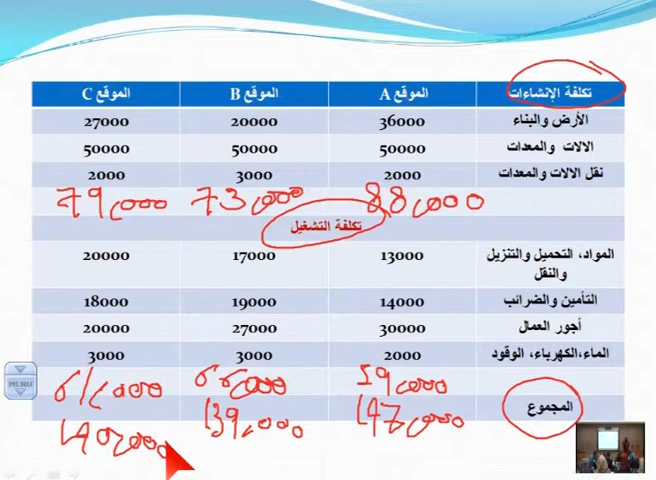 تكلفة الإنشاءات الموقع A الموقع B الموقع C
الأرض والبناء 36000 20000 27000
الالات والمعدات 50000 50000 50000
نقل الالات والمعدات 2000 3000 2000
88,000 73,000 79,000
تكلفة التشغيل
المواد، التحميل والتنزيل والنقل 13000 17000 20000
التأمين والضرائب 14000 19000 18000
أجور العمال 30000 27000 20000
الماء،الكهرباء، الوقود 2000 3000 3000
59,000 66,000 61,000
المجموع 147,000 139,000 140,000
MENU